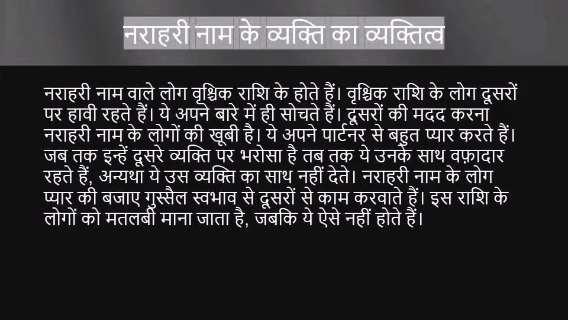 नराहरी नाम के व्यक्ति का व्यक्तित्व
नराहरी नाम वाले लोग वृश्चिक राशि के होते हैं। वृश्चिक राशि के लोग दूसरों
पर हावी रहते हैं। ये अपने बारे में ही सोचते हैं। दूसरों की मदद करना
नराहरी नाम के लोगों की खूबी है। ये अपने पार्टनर से बहुत प्यार करते हैं।
जब तक इन्हें दूसरे व्यक्ति पर भरोसा है तब तक ये उनके साथ वफ़ादार
रहते हैं, अन्यथा ये उस व्यक्ति का साथ नहीं देते। नराहरी नाम के लोग
प्यार की बजाए गुस्सैल स्वभाव से दूसरों से काम करवाते हैं। इस राशि के
लोगों को मतलबी माना जाता है, जबकि ये ऐसे नहीं होते हैं।